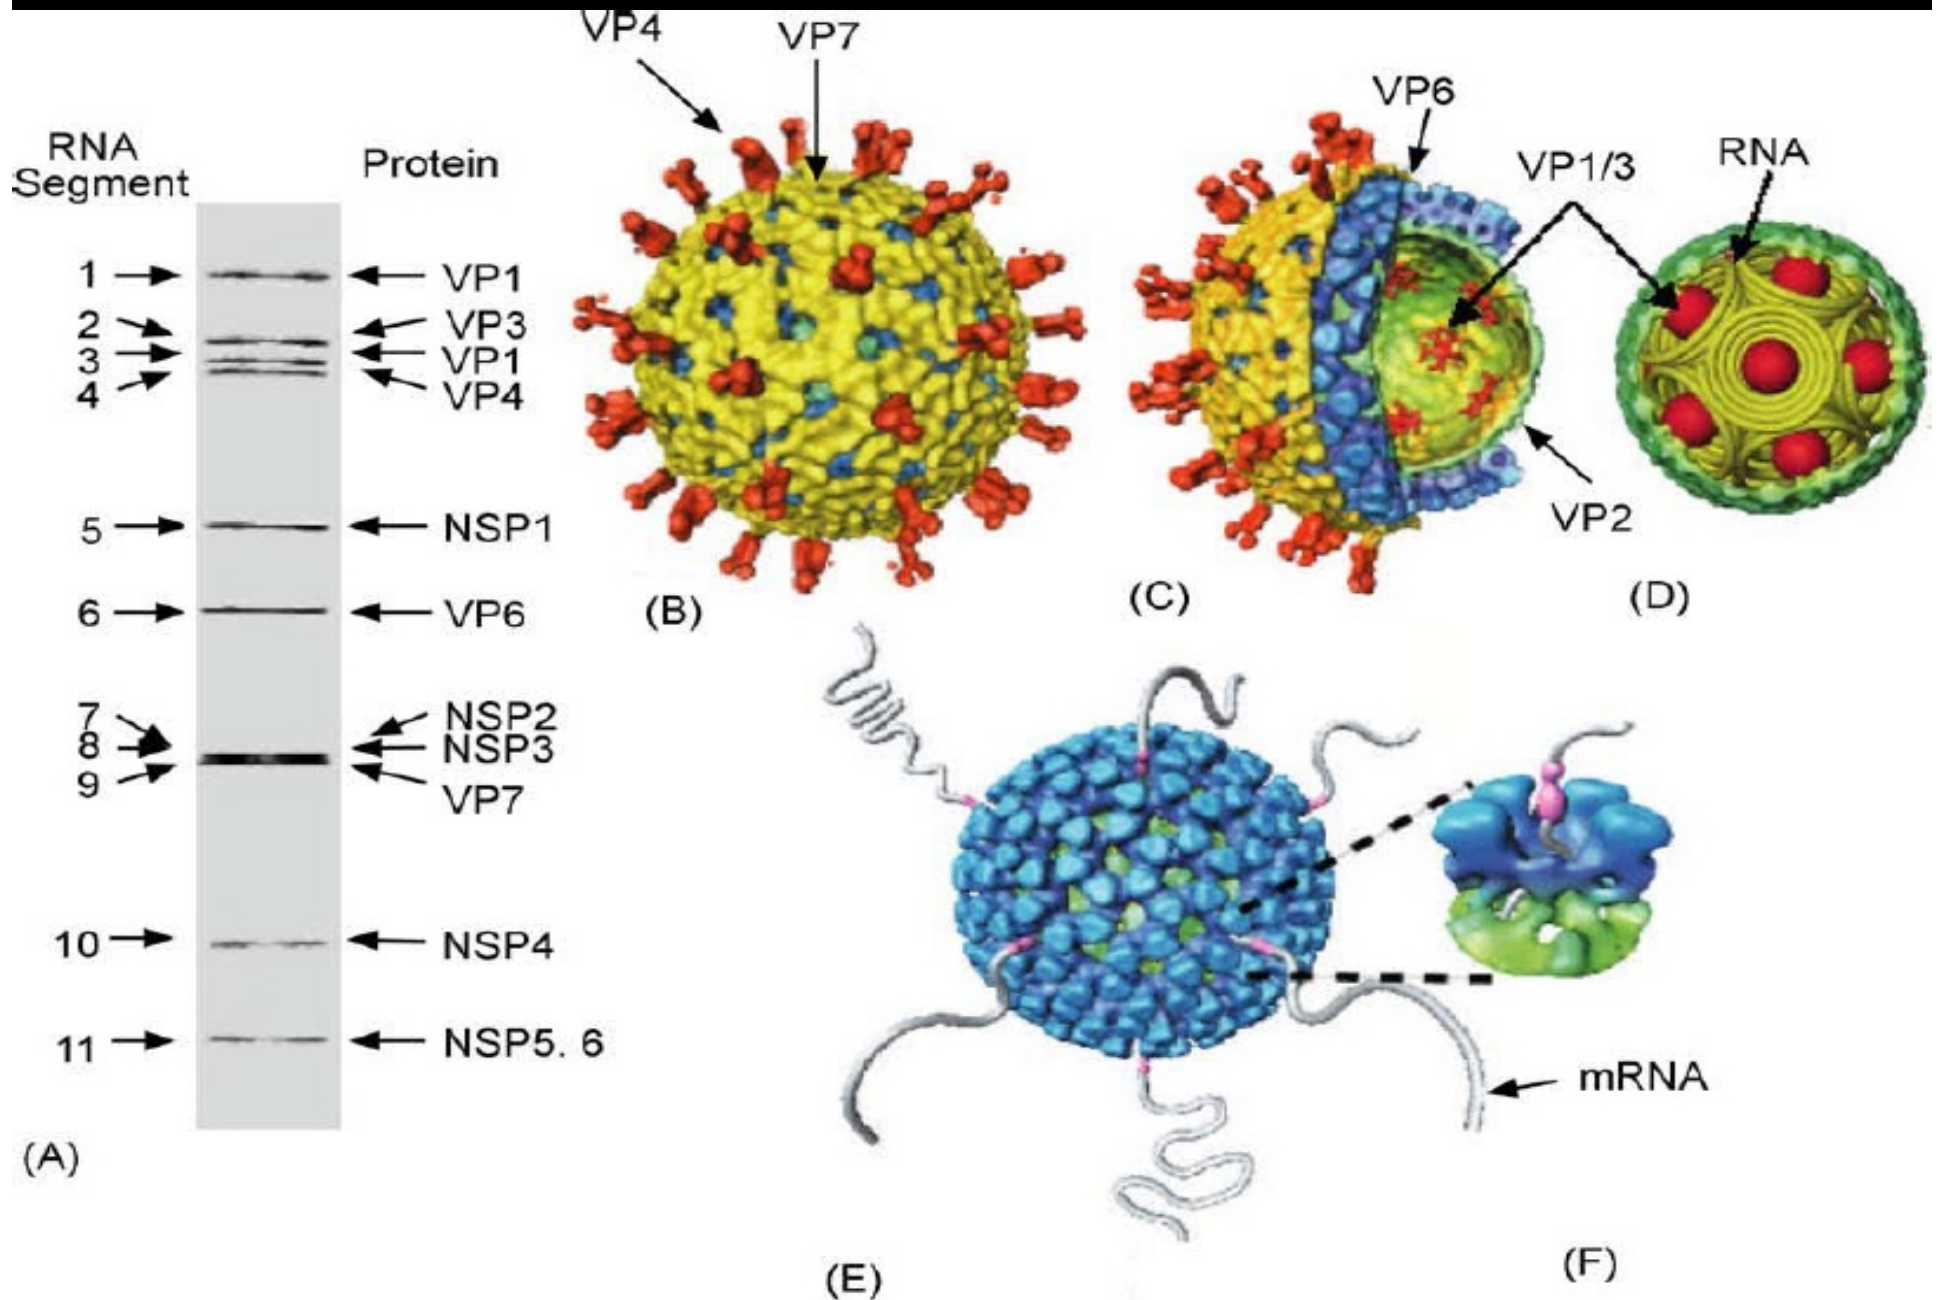 VP4
VP7
VP6
VP1/3
RNA
RNA
Segment
Protein
1
VP1
2
VP3
3
VP1
4
VP4
VP2
5
NSP1
(B)
(C)
(D)
6
VP6
7
NSP2
8
NSP3
9
VP7
10
NSP4
11
NSP5. 6
mRNA
(A)
(E)
(F)